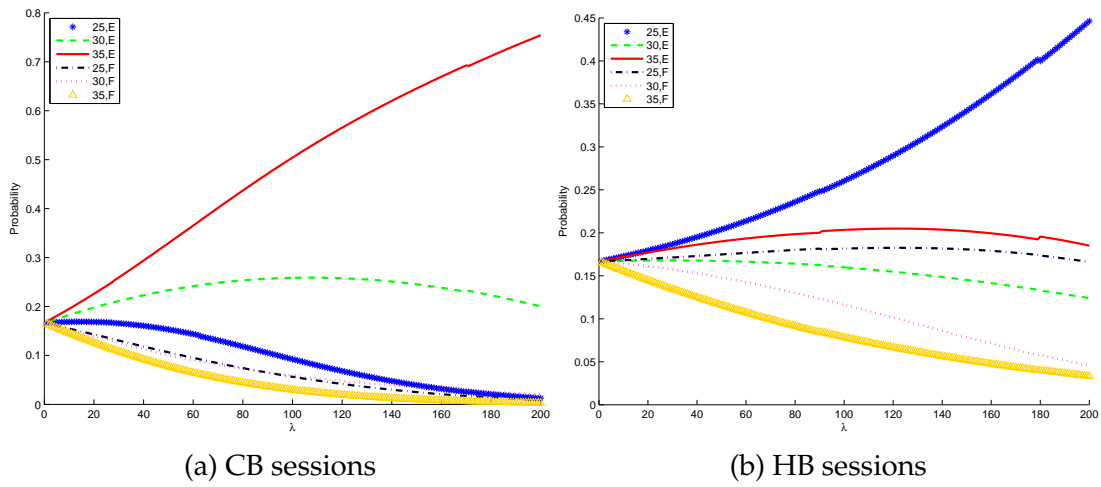 0.8
0.7
0.6
0.5
0.4
0.3
0.2
0.1
0
Probability
25,E
30,E
35,E
25,F
30,F
35,F
0 20 40 60 80 100 120 140 160 180 200
λ
(a) CB sessions
0.45
0.4
0.35
0.3
0.25
0.2
0.15
0.1
0.05
0
Probability
25,E
30,E
35,E
25,F
30,F
35,F
0 20 40 60 80 100 120 140 160 180 200
λ
(b) HB sessions